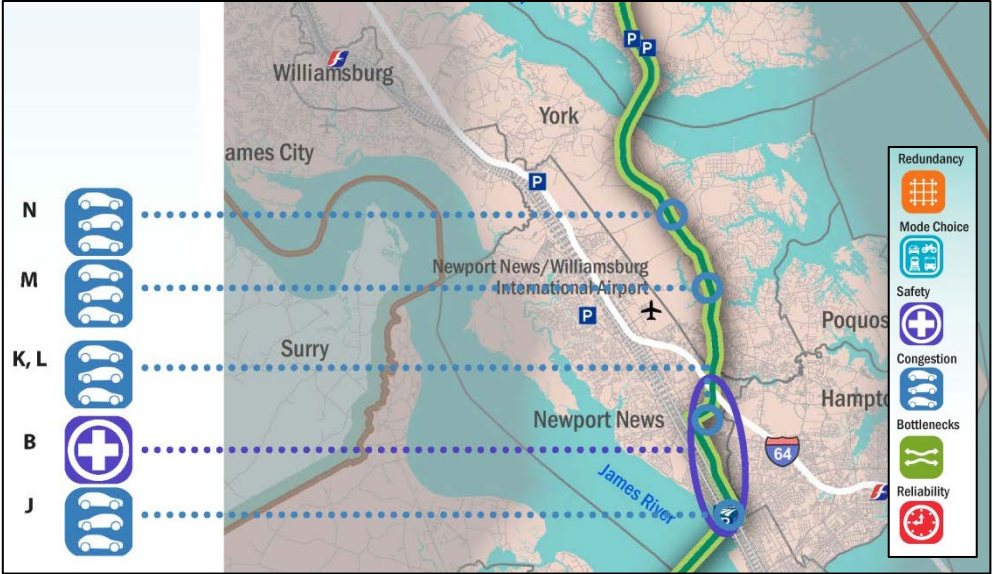 Williamsburg
P
P
York
ames City
P
N
M
Newport News/Williamsburg
International Airport
P
K, L
Surry
Poquos
Hampto
B
Newport News
64
James River
J
Redundancy
Mode Choice
Safety
Congestion
Bottlenecks
Reliability